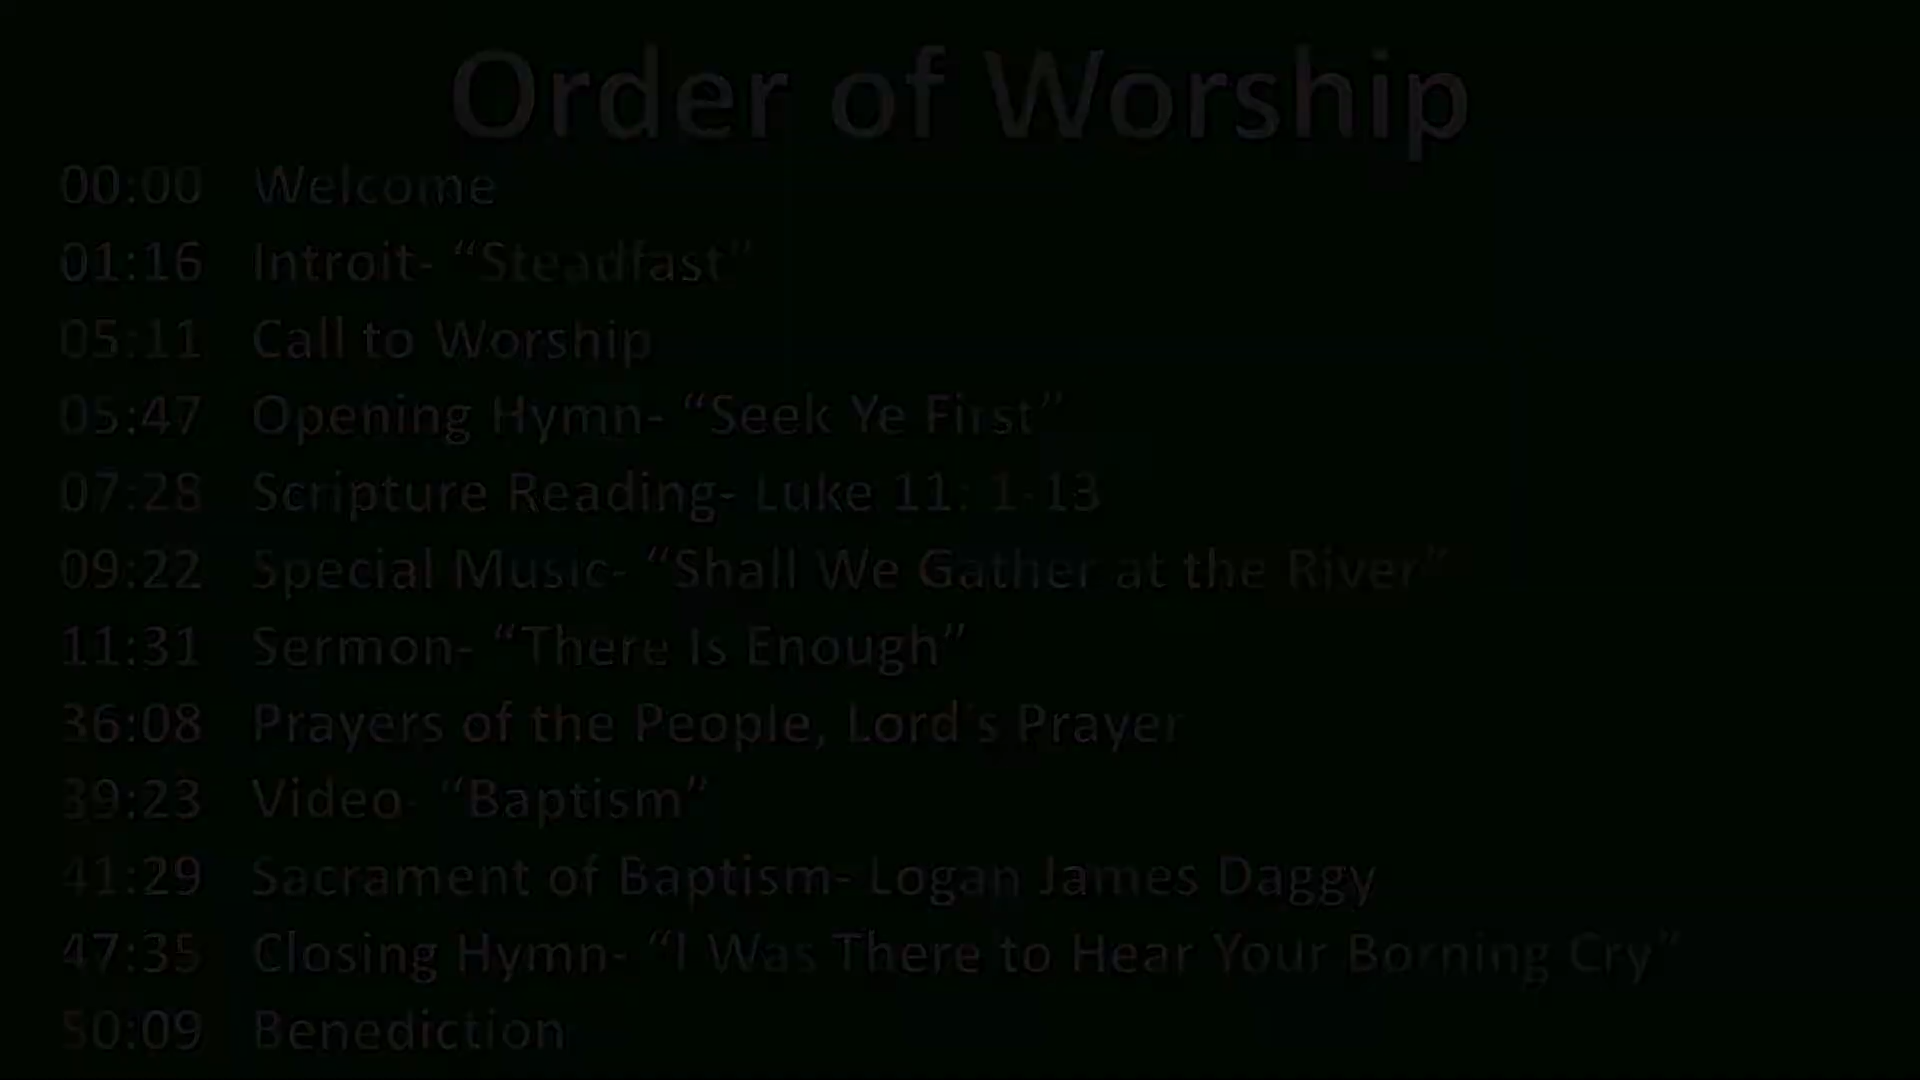 Order of Worship
00:00 Welcome
01:16 Introit- “Steadfast”
05:11 Call to Worship
05:47 Opening Hymn- “Seek Ye First”
07:28 Scripture Reading- Luke 11: 1-13
09:22 Special Music- “Shall We Gather at the River”
11:31 Sermon- “There Is Enough”
36:08 Prayers of the People, Lord's Prayer
39:23 Video- “Baptism”
41:29 Sacrament of Baptism- Logan James Daggy
47:35 Closing Hymn- “I Was There to Hear Your Borning Cry”
50:09 Benediction